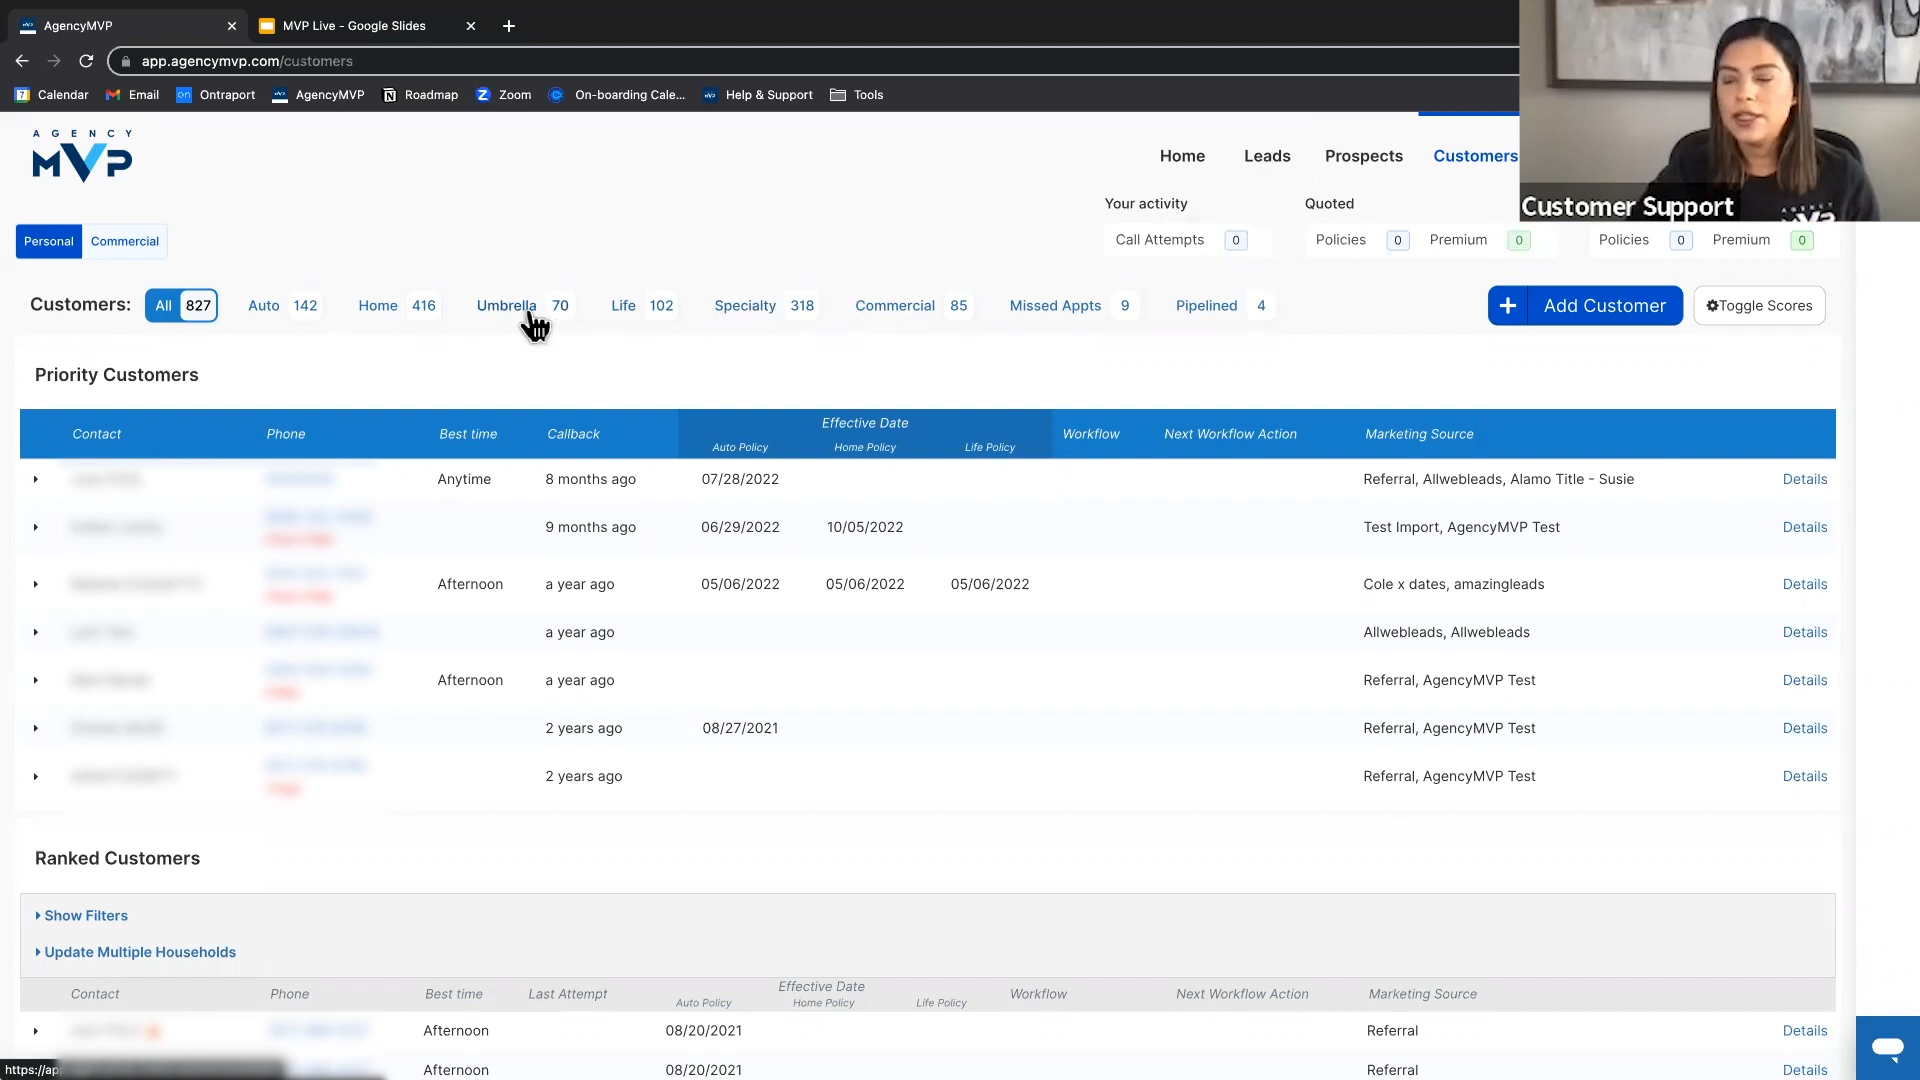 AgencyMVP
MVP Live - Google Slides
app.agencymvp.com/customers
Calendar
Email
Ontraport
AgencyMVP
Roadmap
Zoom
On-boarding Cale...
Help & Support
Tools
AGENCY
MVP
Home
Leads
Prospects
Customers
Customer Support
Your activity
Quoted
Personal
Commercial
Call Attempts 0
Policies 0 Premium 0
Policies 0 Premium 0
Customers:
All 827
Auto 142
Home 416
Umbrella 70
Life 102
Specialty 318
Commercial 85
Missed Appts 9
Pipelined 4
+ Add Customer
Toggle Scores
Priority Customers
Effective Date
Contact Phone Best time Callback Auto Policy Home Policy Life Policy Workflow Next Workflow Action Marketing Source
Anytime 8 months ago 07/28/2022 Referral, Allwebleads, Alamo Title - Susie Details
9 months ago 06/29/2022 10/05/2022 Test Import, AgencyMVP Test Details
Afternoon a year ago 05/06/2022 05/06/2022 05/06/2022 Cole x dates, amazingleads Details
a year ago Allwebleads, Allwebleads Details
Afternoon a year ago Referral, AgencyMVP Test Details
2 years ago 08/27/2021 Referral, AgencyMVP Test Details
2 years ago Referral, AgencyMVP Test Details
Ranked Customers
Show Filters
Update Multiple Households
Effective Date
Contact Phone Best time Last Attempt Auto Policy Home Policy Life Policy Workflow Next Workflow Action Marketing Source
Afternoon 08/20/2021 Referral Details
https://ap Afternoon 08/20/2021 Referral Details